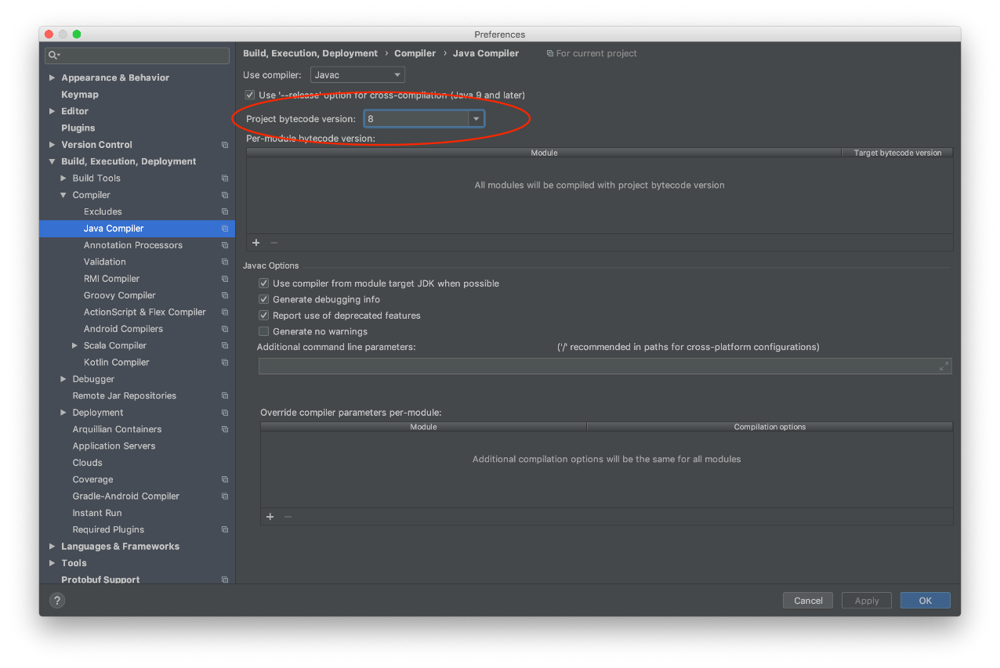 Preferences
Appearance & Behavior
Keymap
Editor
Plugins
Version Control
Build, Execution, Deployment
Build Tools
Compiler
Excludes
Java Compiler
Annotation Processors
Validation
RMI Compiler
Groovy Compiler
ActionScript & Flex Compiler
Android Compilers
Scala Compiler
Kotlin Compiler
Debugger
Remote Jar Repositories
Deployment
Arquillian Containers
Application Servers
Clouds
Coverage
Gradle-Android Compiler
Instant Run
Required Plugins
Languages & Frameworks
Tools
Protobuf Support
Build, Execution, Deployment › Compiler › Java Compiler For current project
Use compiler: Javac
Use '--release' option for cross-compilation (Java 9 and later)
Project bytecode version: 8
Per-module bytecode version:
Module Target bytecode version
All modules will be compiled with project bytecode version
+ −
Javac Options
Use compiler from module target JDK when possible
Generate debugging info
Report use of deprecated features
Generate no warnings
Additional command line parameters: ('/' recommended in paths for cross-platform configurations)
Override compiler parameters per-module:
Module Compilation options
Additional compilation options will be the same for all modules
+ −
? Cancel Apply OK